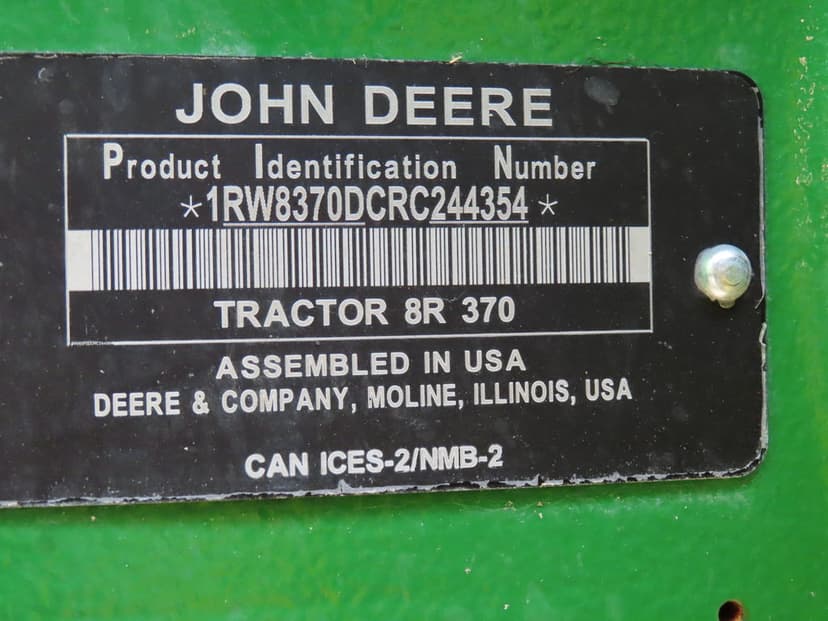 JOHN DEERE
Product Identification Number
*1RW8370DCRC244354*
TRACTOR 8R 370
ASSEMBLED IN USA
DEERE & COMPANY, MOLINE, ILLINOIS, USA
CAN ICES-2/NMB-2